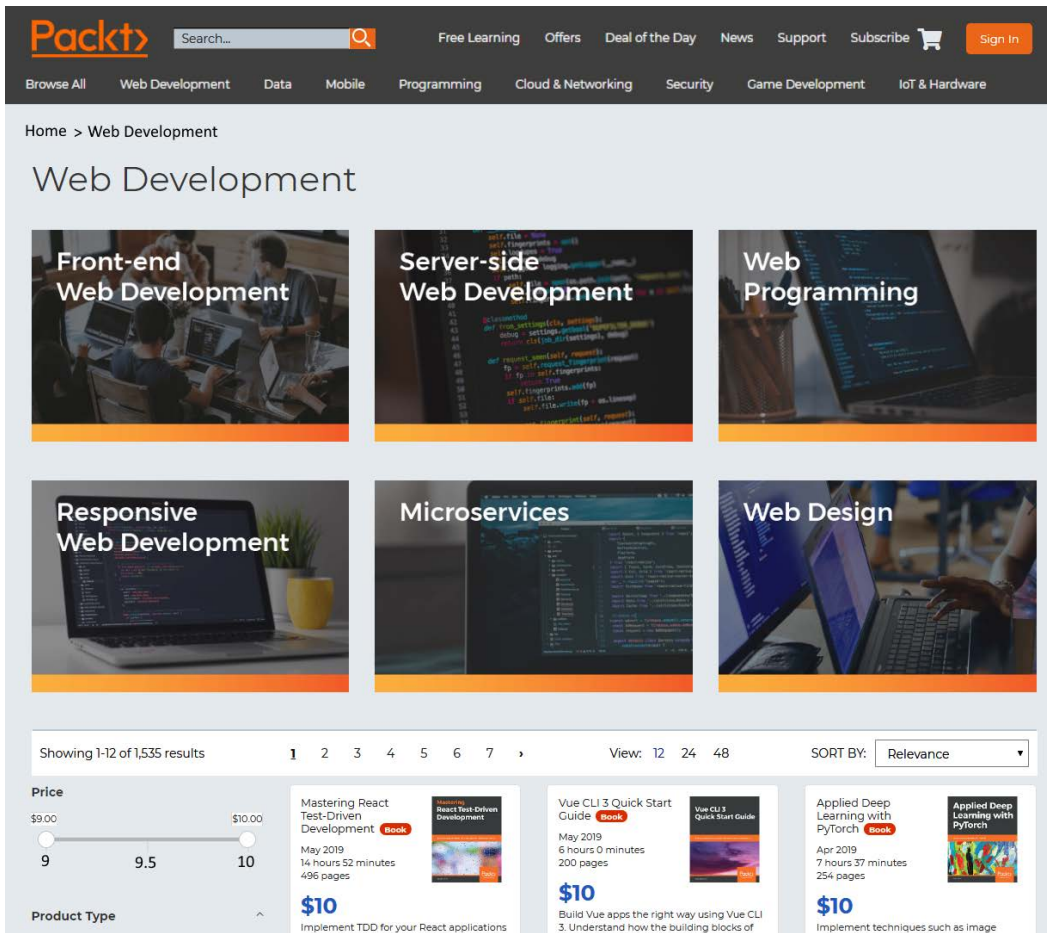 Packt>
Search...
Free Learning Offers Deal of the Day News Support Subscribe Sign In
Browse All Web Development Data Mobile Programming Cloud & Networking Security Game Development IoT & Hardware
Home > Web Development
Web Development
Front-end
Web Development
Server-side
Web Development
Web
Programming
Responsive
Web Development
Microservices
Web Design
Showing 1-12 of 1,535 results 1 2 3 4 5 6 7 › View: 12 24 48 SORT BY: Relevance
Price
$9.00 $10.00
9 9.5 10
Product Type
Mastering React
Test-Driven
Development Book
May 2019
14 hours 52 minutes
496 pages
Mastering
React Test-Driven
Development
Packt>
$10
Implement TDD for your React applications
Vue CLI 3 Quick Start
Guide Book
May 2019
6 hours 0 minutes
200 pages
Vue CLI 3
Quick Start Guide
$10
Build Vue apps the right way using Vue CLI
3. Understand how the building blocks of
Applied Deep
Learning with
PyTorch Book
Apr 2019
7 hours 37 minutes
254 pages
Applied Deep
Learning with
PyTorch
Packt>
$10
Implement techniques such as image